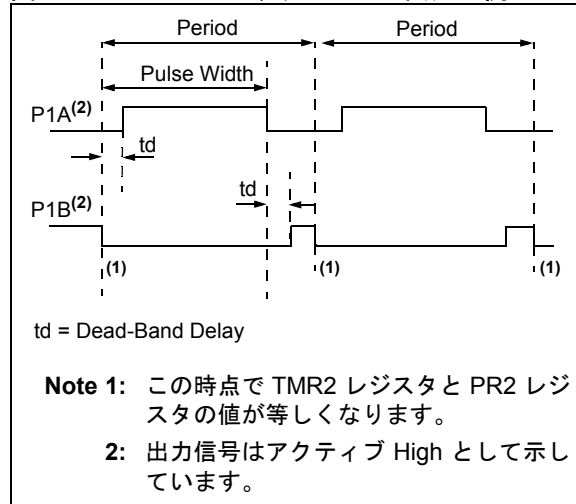 Period Period
Pulse Width
P1A(2)
td
td
P1B(2)
(1) (1) (1)
td = Dead-Band Delay
Note 1: この時点で TMR2 レジスタと PR2 レジ
スタの値が等しくなります。
2: 出力信号はアクティブ High として示し
ています。